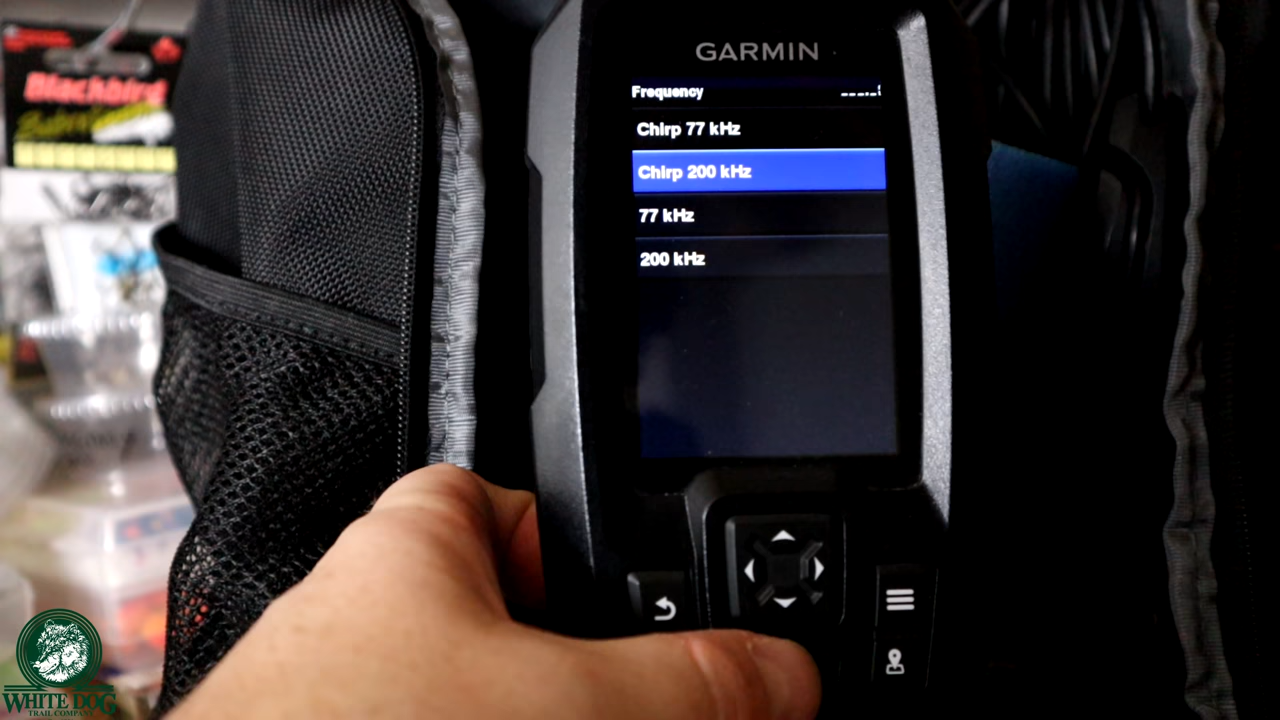 GARMIN
Frequency
Chirp 77 kHz
Chirp 200 kHz
77 kHz
200 kHz
Blackbird
WHITE DOG
TRAIL COMPANY